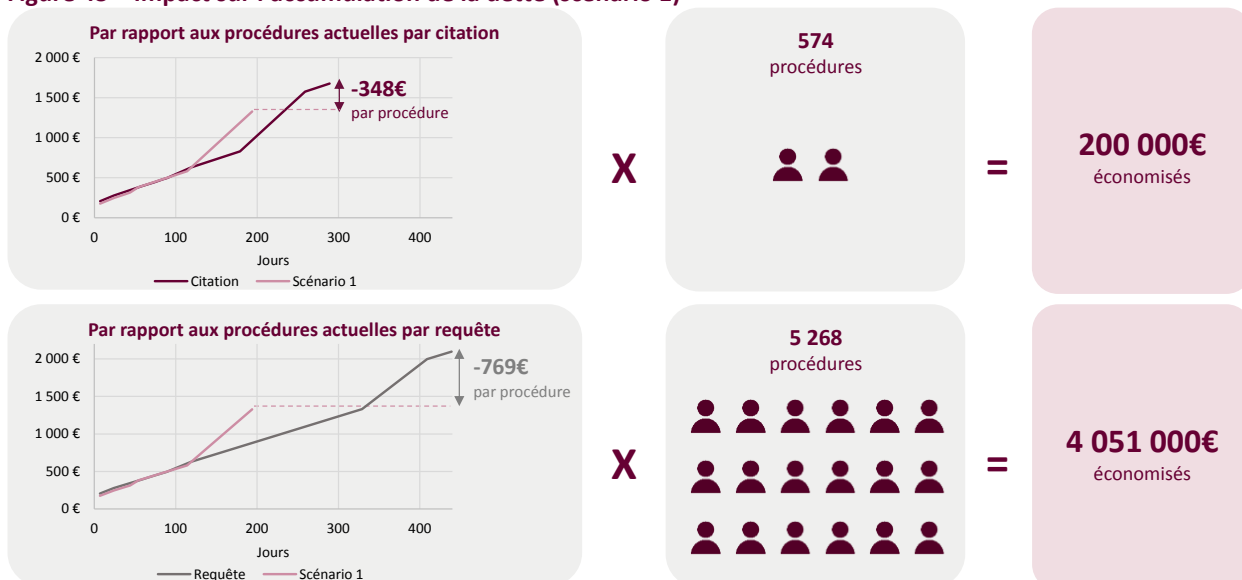 Par rapport aux procédures actuelles par citation
2 000 €
1 500 €
1 000 €
500 €
0 €
0
100
200
300
400
Jours
Citation
Scénario 1
-348€
par procédure
X
574
procédures
=
200 000€
économisés
Par rapport aux procédures actuelles par requête
2 000 €
1 500 €
1 000 €
500 €
0 €
0
100
200
300
400
Jours
Requête
Scénario 1
-769€
par procédure
X
5 268
procédures
=
4 051 000€
économisés